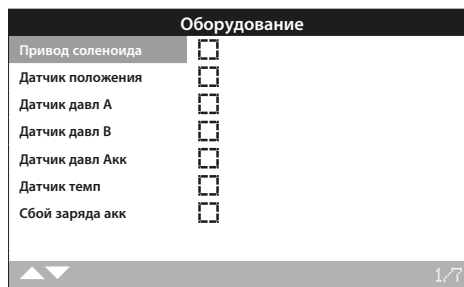 Оборудование
Привод соленоида
Датчик положения
Датчик давл А
Датчик давл В
Датчик давл Акк
Датчик темп
Сбой заряда акк
1/7